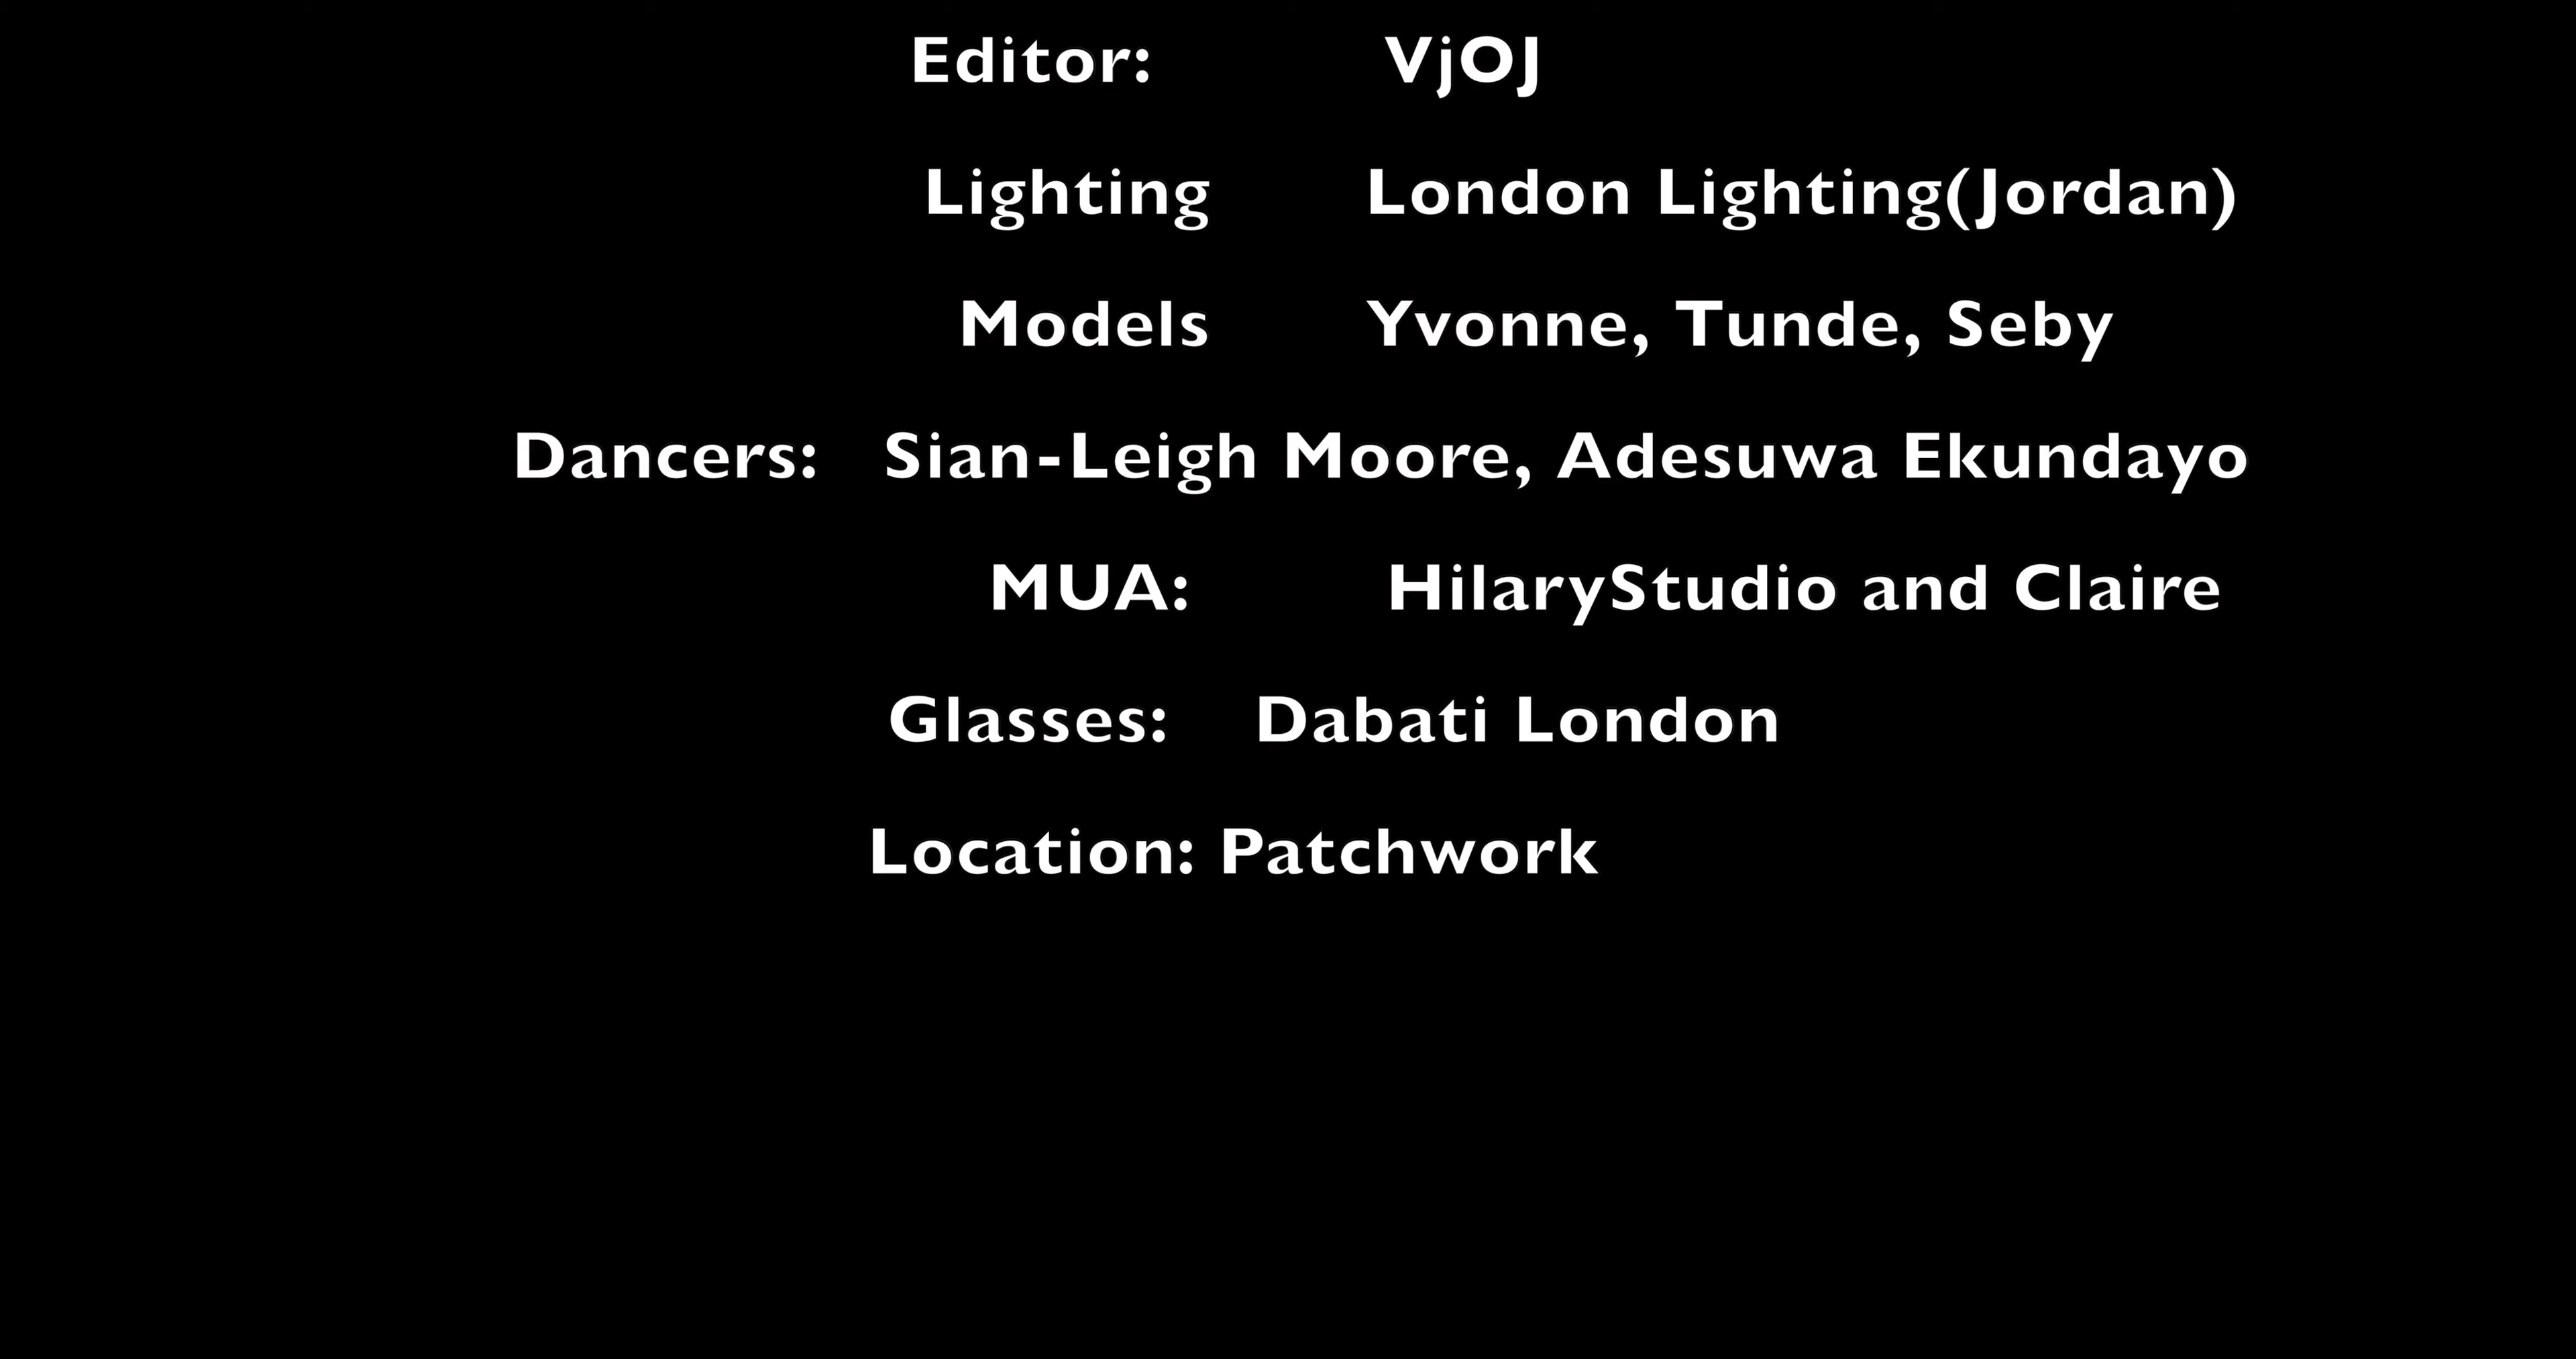 Editor: VjOJ
Lighting London Lighting(Jordan)
Models Yvonne, Tunde, Seby
Dancers: Sian-Leigh Moore, Adesuwa Ekundayo
MUA: HilaryStudio and Claire
Glasses: Dabati London
Location: Patchwork